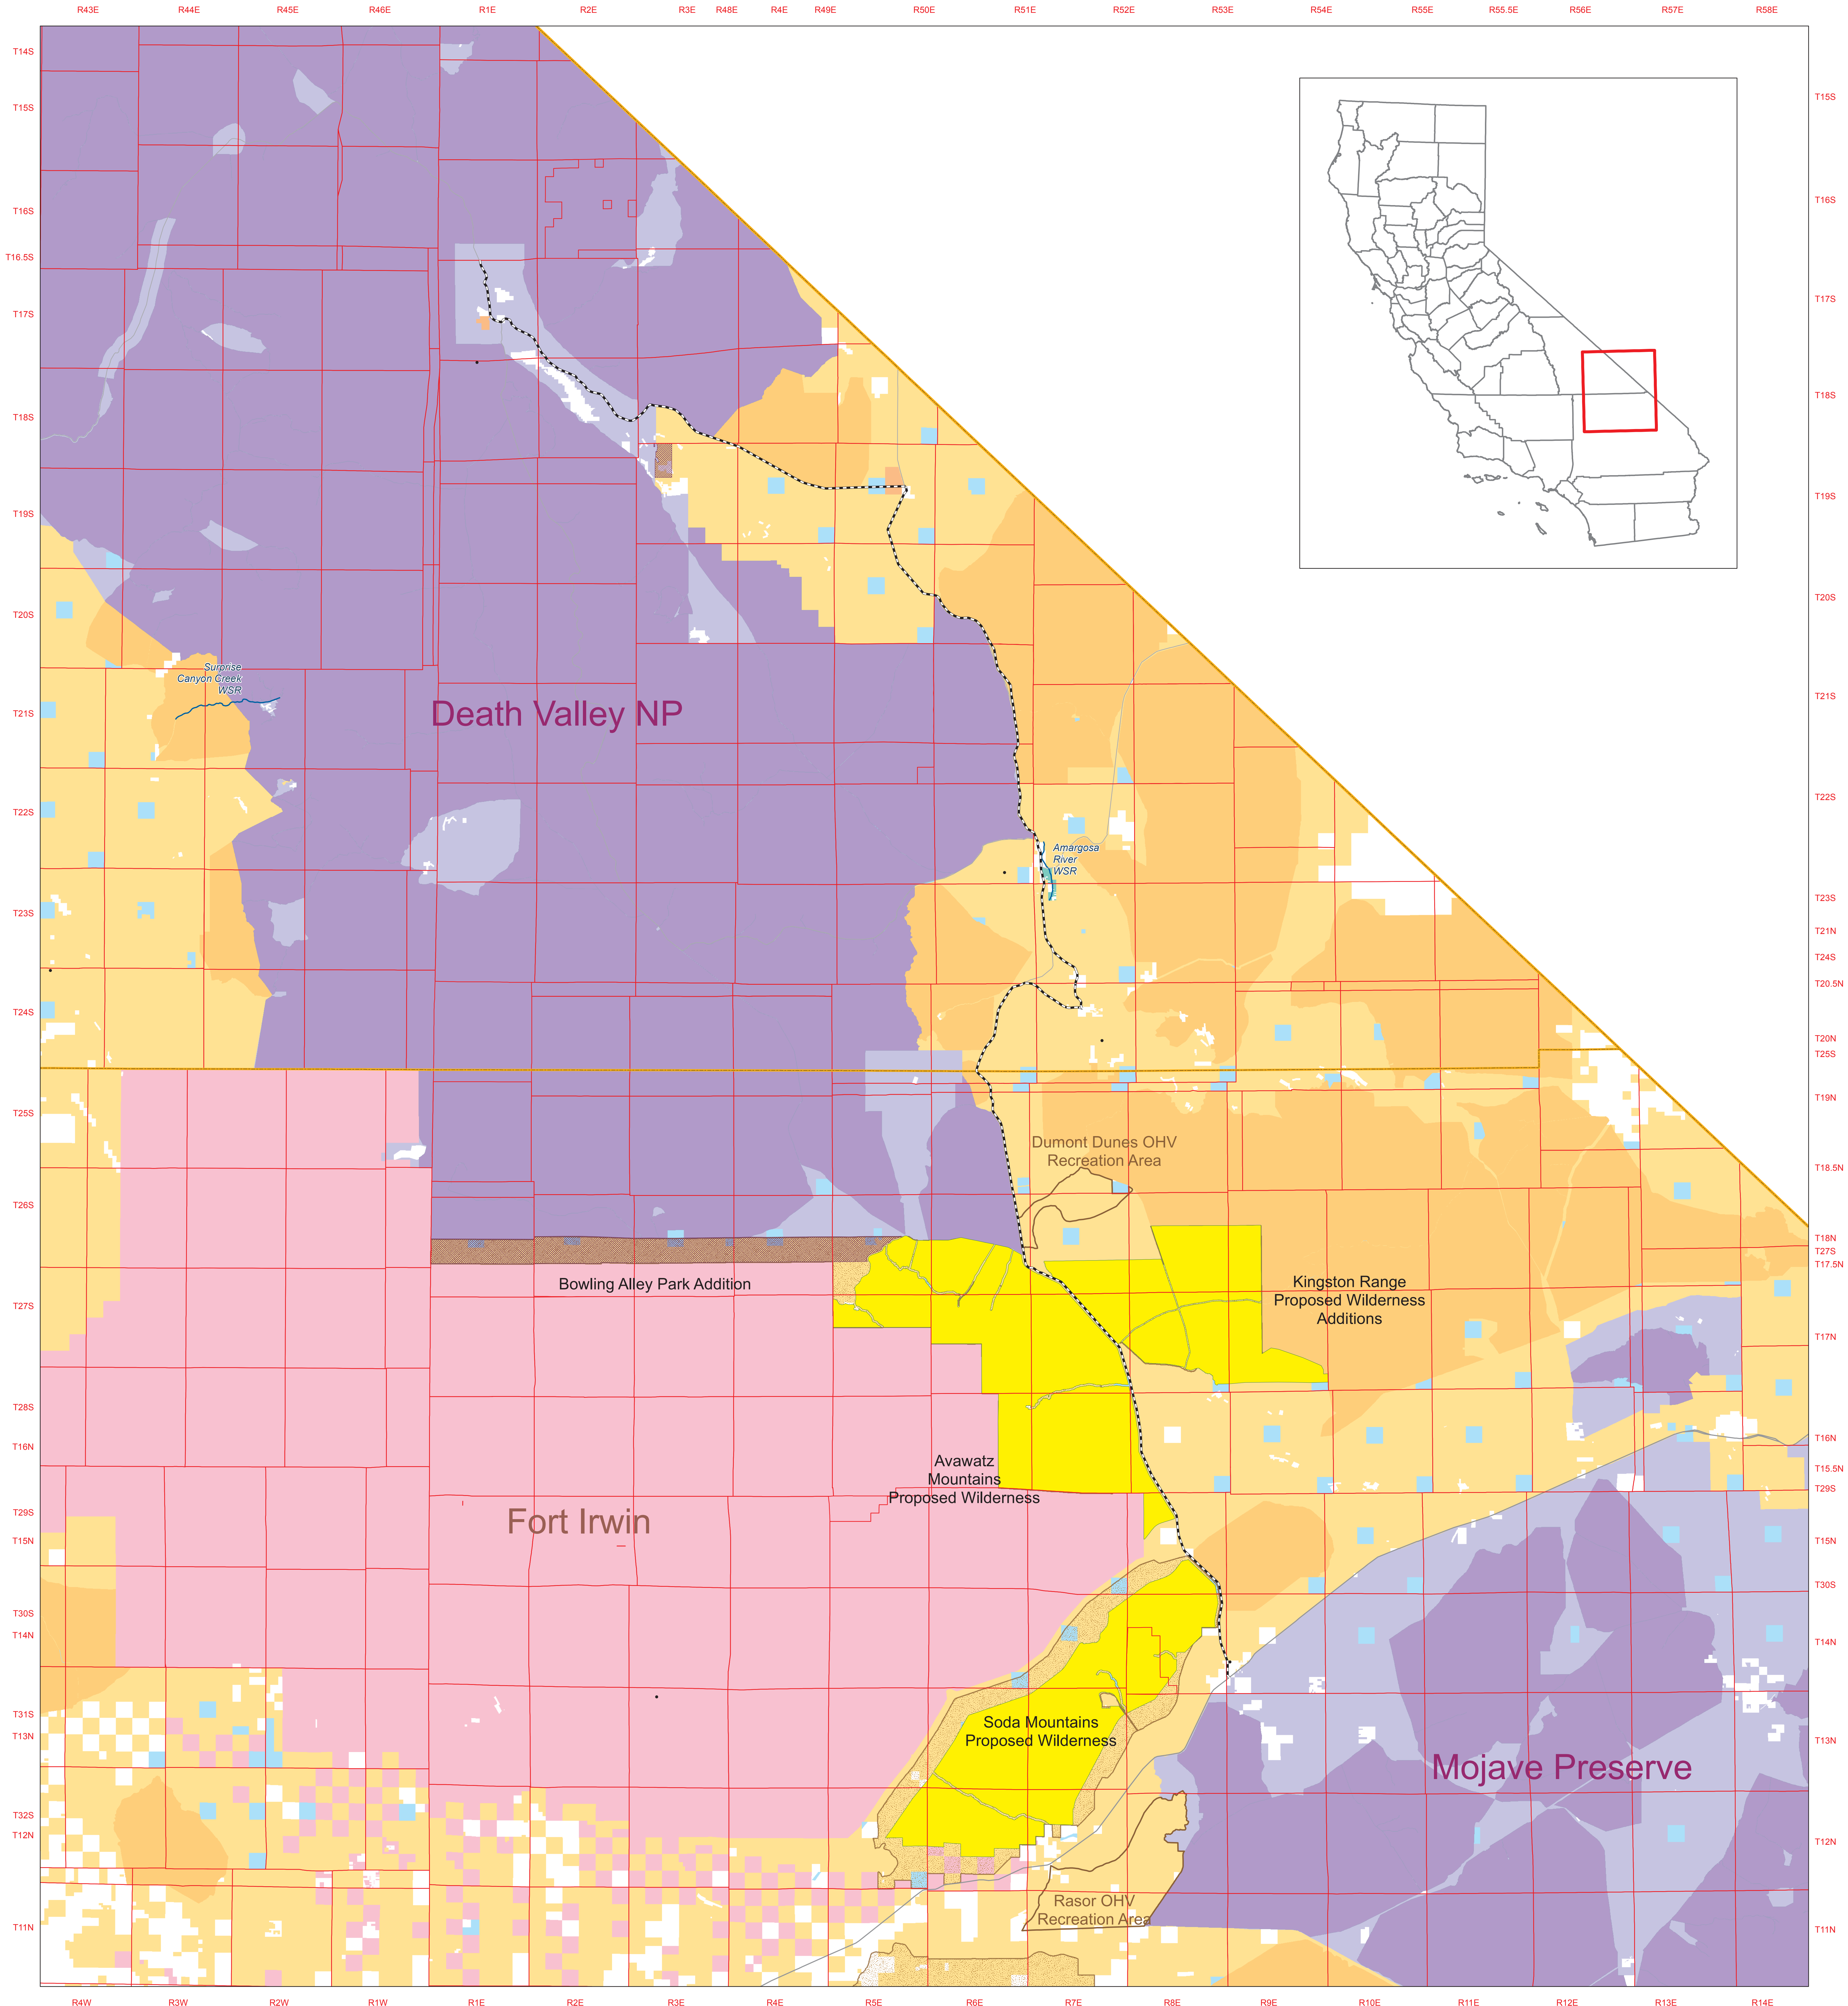 R43E R44E R45E R46E R1E R2E R3E R48E R4E R49E R50E R51E R52E R53E R54E R55E R55.5E R56E R57E R58E
T14S
T15S
T15S
T16S
T16S
T16.5S
T17S
T17S
T18S
T18S
T19S
T19S
T20S
T20S
Surprise
Canyon Creek
WSR
T21S
T21S
Death Valley NP
T22S
T22S
Amargosa
River
WSR
T23S
T23S
T21N
T24S
T20.5N
T24S
T20N
T25S
T25S
T19N
Dumont Dunes OHV
Recreation Area
T18.5N
T26S
T18N
T27S
T17.5N
Bowling Alley Park Addition
Kingston Range
Proposed Wilderness
Additions
T27S
T17N
T28S
T16N
T16N
Avawatz
Mountains
Proposed Wilderness
T15.5N
T29S
Fort Irwin
T29S
T15N
T15N
T30S
T30S
T14N
T14N
T31S
Soda Mountains
Proposed Wilderness
T13N
T13N
Mojave Preserve
T32S
T12N
T12N
Rasor OHV
Recreation Area
T11N
T11N
R4W R3W R2W R1W R1E R2E R3E R4E R5E R6E R7E R8E R9E R10E R11E R12E R13E R14E